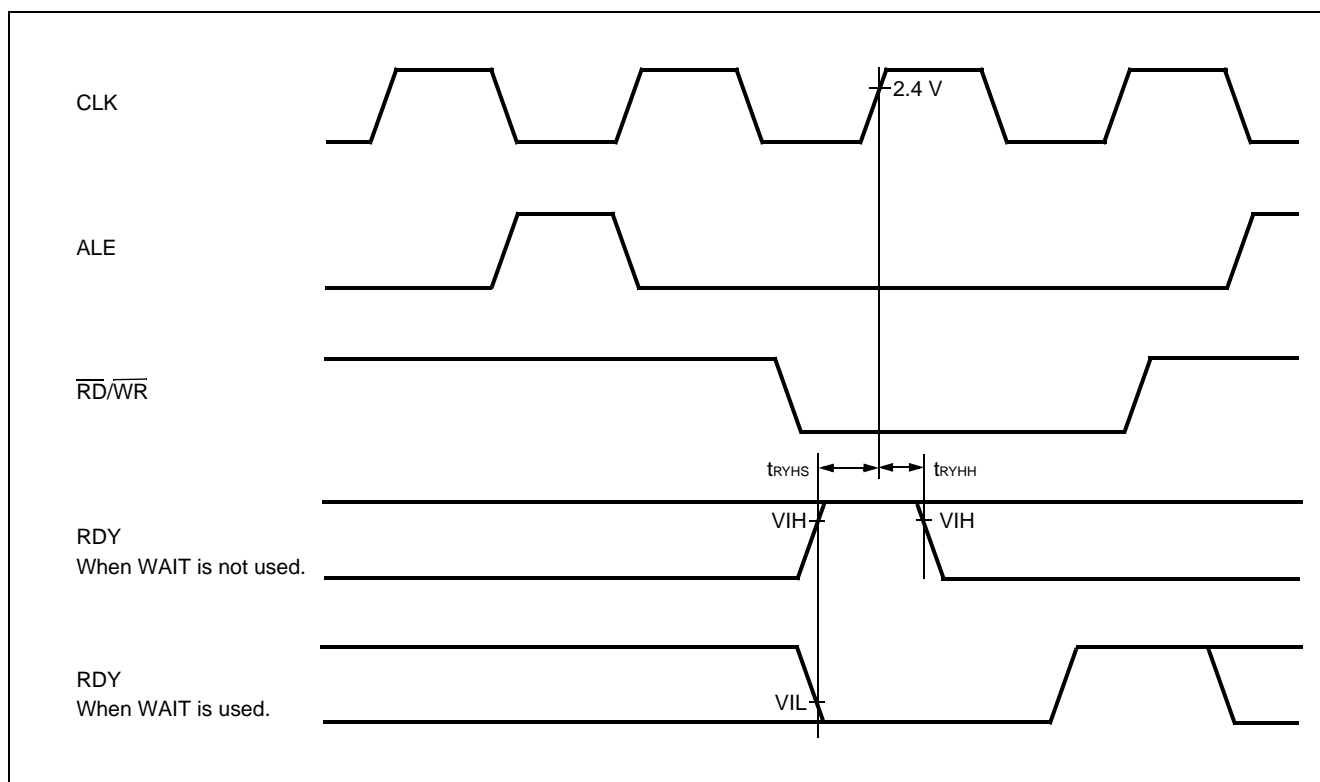 CLK
2.4 V
ALE
RD/WR
tRYHS
tRYHH
RDY
When WAIT is not used.
VIH
VIH
RDY
When WAIT is used.
VIL